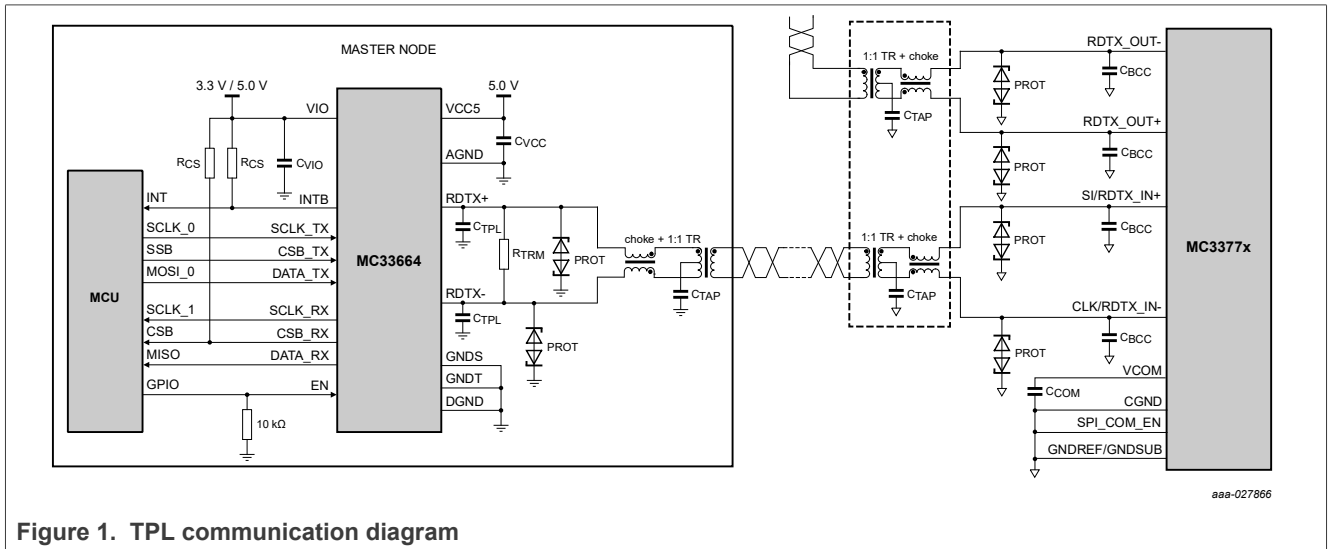 MASTER NODE
3.3 V / 5.0 V
VIO
RCS
RCS
CVIO
MCU
INT
SCLK_0
SSB
MOSI_0
SCLK_1
CSB
MISO
GPIO
10 kΩ
INTB
SCLK_TX
CSB_TX
DATA_TX
SCLK_RX
CSB_RX
DATA_RX
EN
MC33664
5.0 V
VCC5
CVCC
AGND
RDTX+
CTPL
RTRM
PROT
RDTX-
CTPL
PROT
GNDS
GNDT
DGND
choke + 1:1 TR
CTAP
1:1 TR + choke
CTAP
1:1 TR + choke
CTAP
RDTX_OUT-
PROT
CBCC
RDTX_OUT+
PROT
CBCC
SI/RDTX_IN+
PROT
CBCC
CLK/RDTX_IN-
PROT
CBCC
VCOM
CCOM
CGND
SPI_COM_EN
GNDREF/GNDSUB
MC3377x
aaa-027866
Figure 1. TPL communication diagram